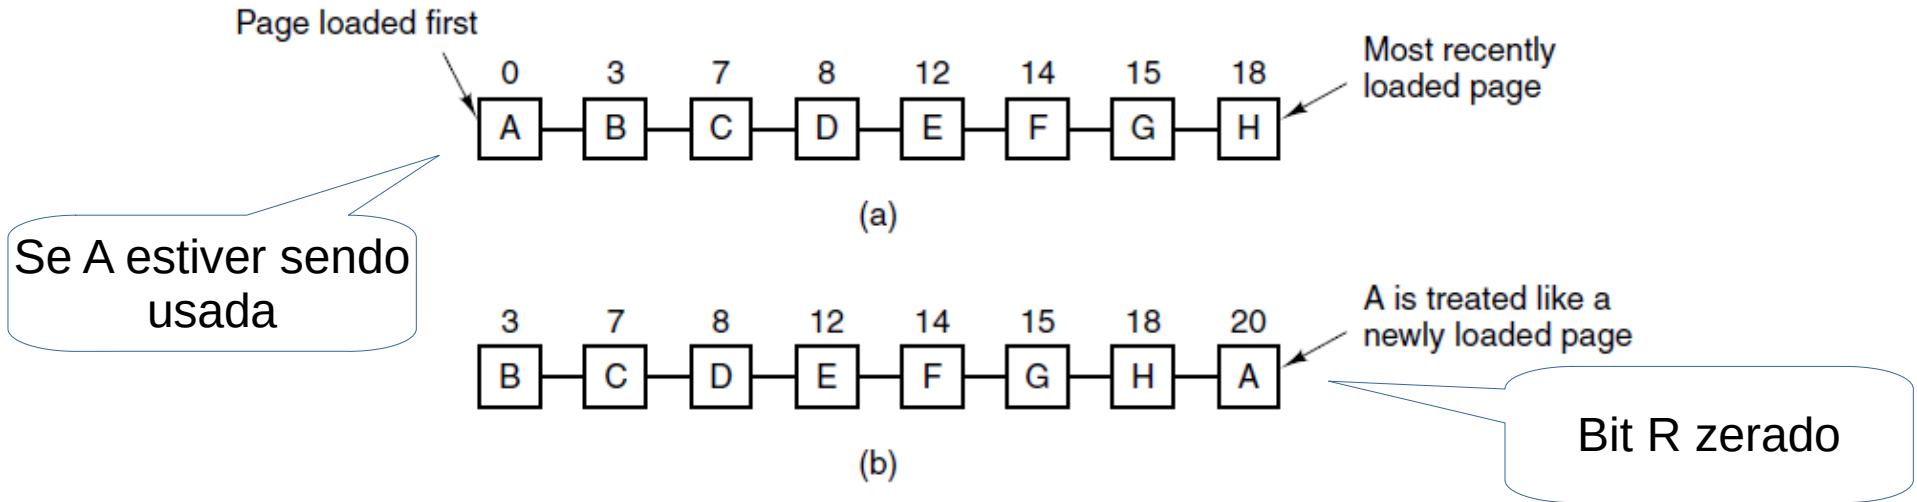 Page loaded first
Most recently
loaded page
0 3 7 8 12 14 15 18
A B C D E F G H
(a)
Se A estiver sendo
usada
A is treated like a
newly loaded page
3 7 8 12 14 15 18 20
B C D E F G H A
Bit R zerado
(b)